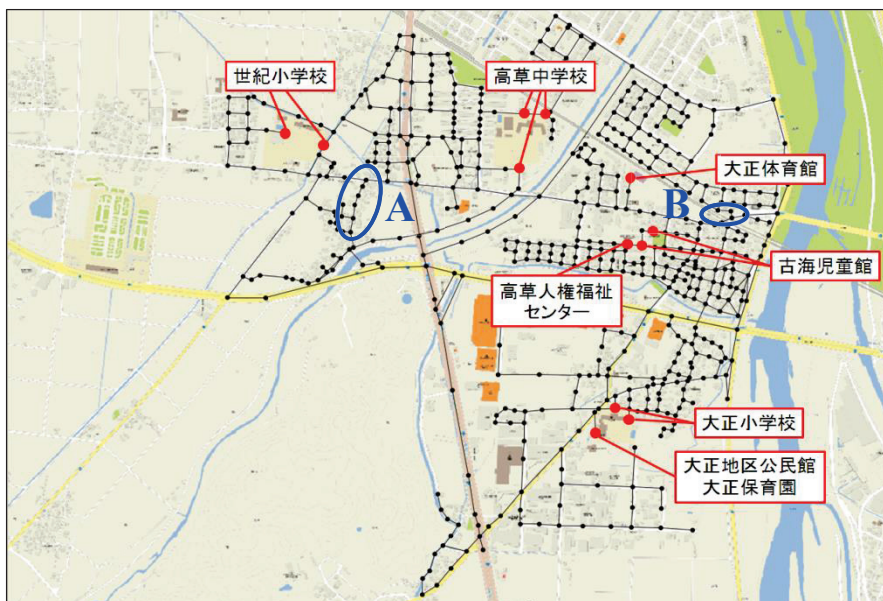 世紀小学校
高草中学校
大正体育館
A
B
古海児童館
高草人権福祉
センター
大正小学校
大正地区公民館
大正保育園